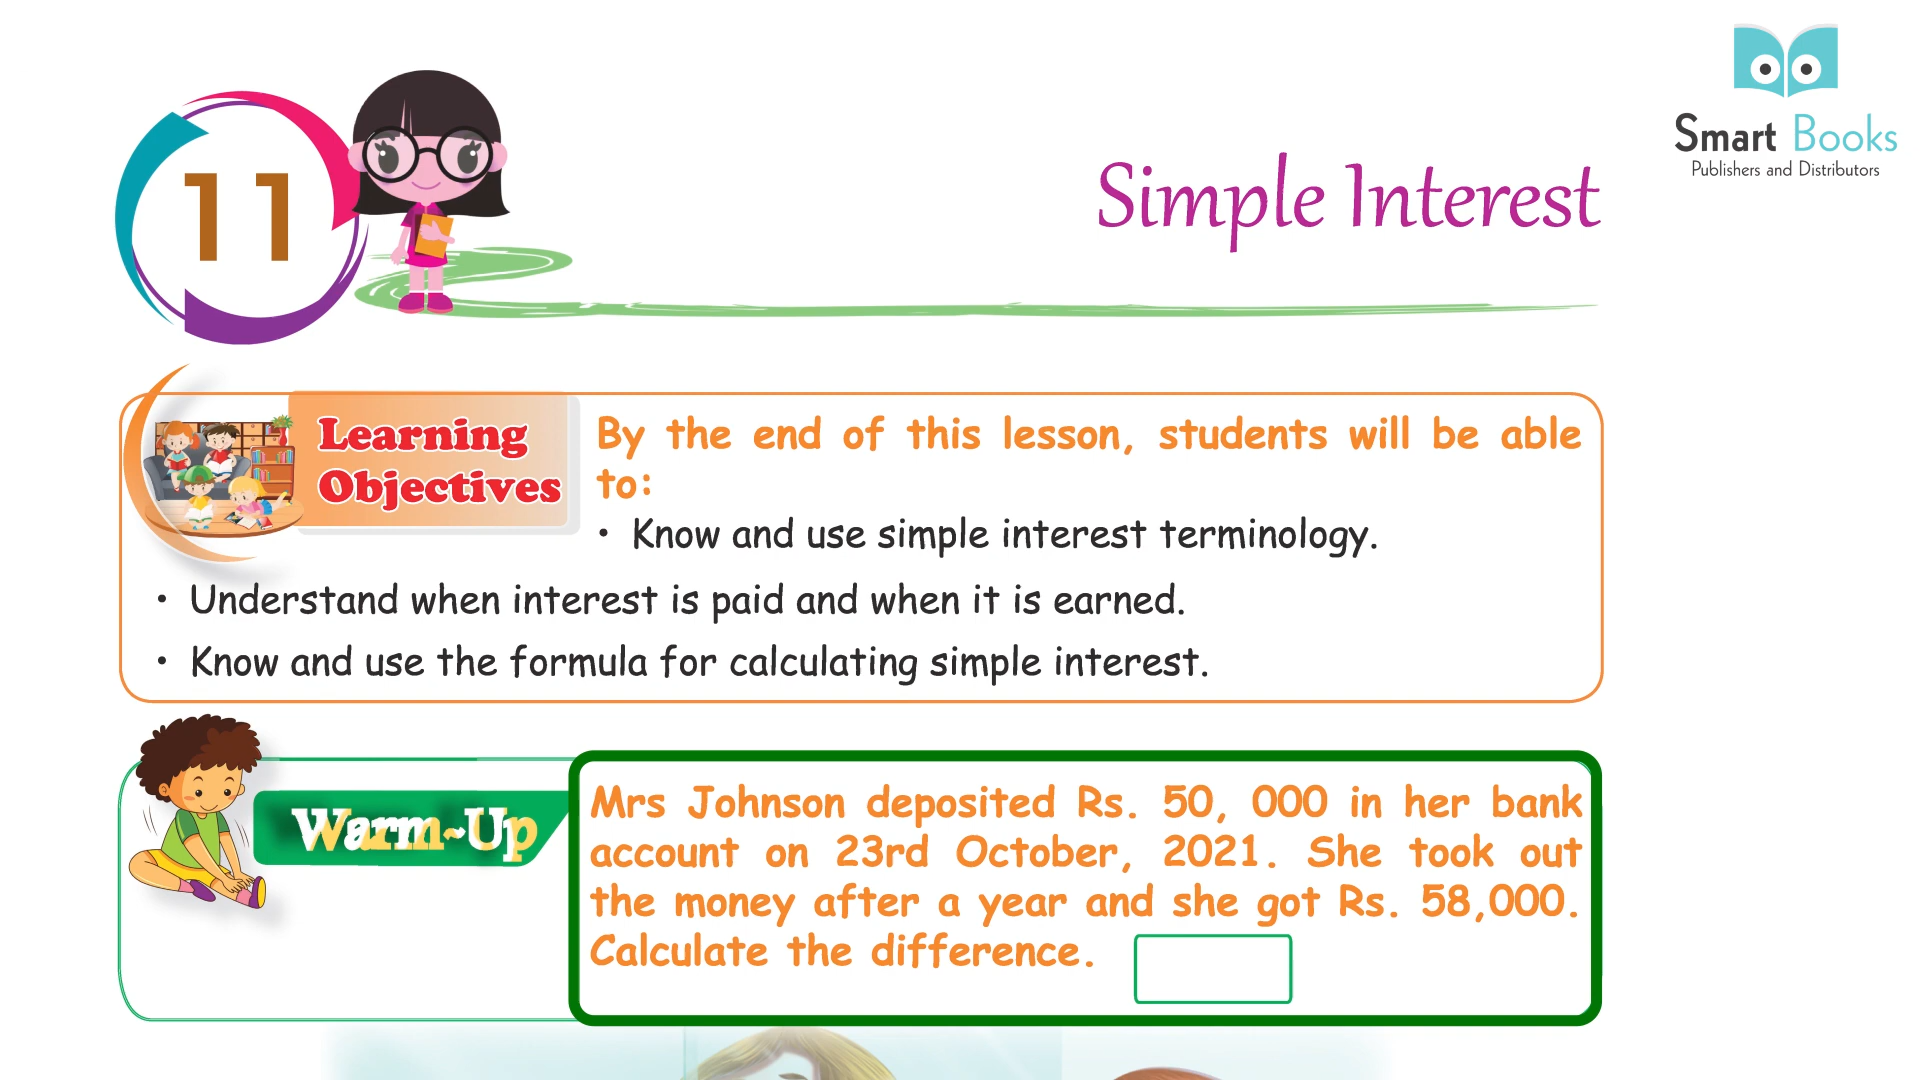 Smart Books
Publishers and Distributors
11
Simple Interest
Learning
Objectives
By the end of this lesson, students will be able
to:
• Know and use simple interest terminology.
• Understand when interest is paid and when it is earned.
• Know and use the formula for calculating simple interest.
Warm-Up
Mrs Johnson deposited Rs. 50, 000 in her bank
account on 23rd October, 2021. She took out
the money after a year and she got Rs. 58,000.
Calculate the difference.